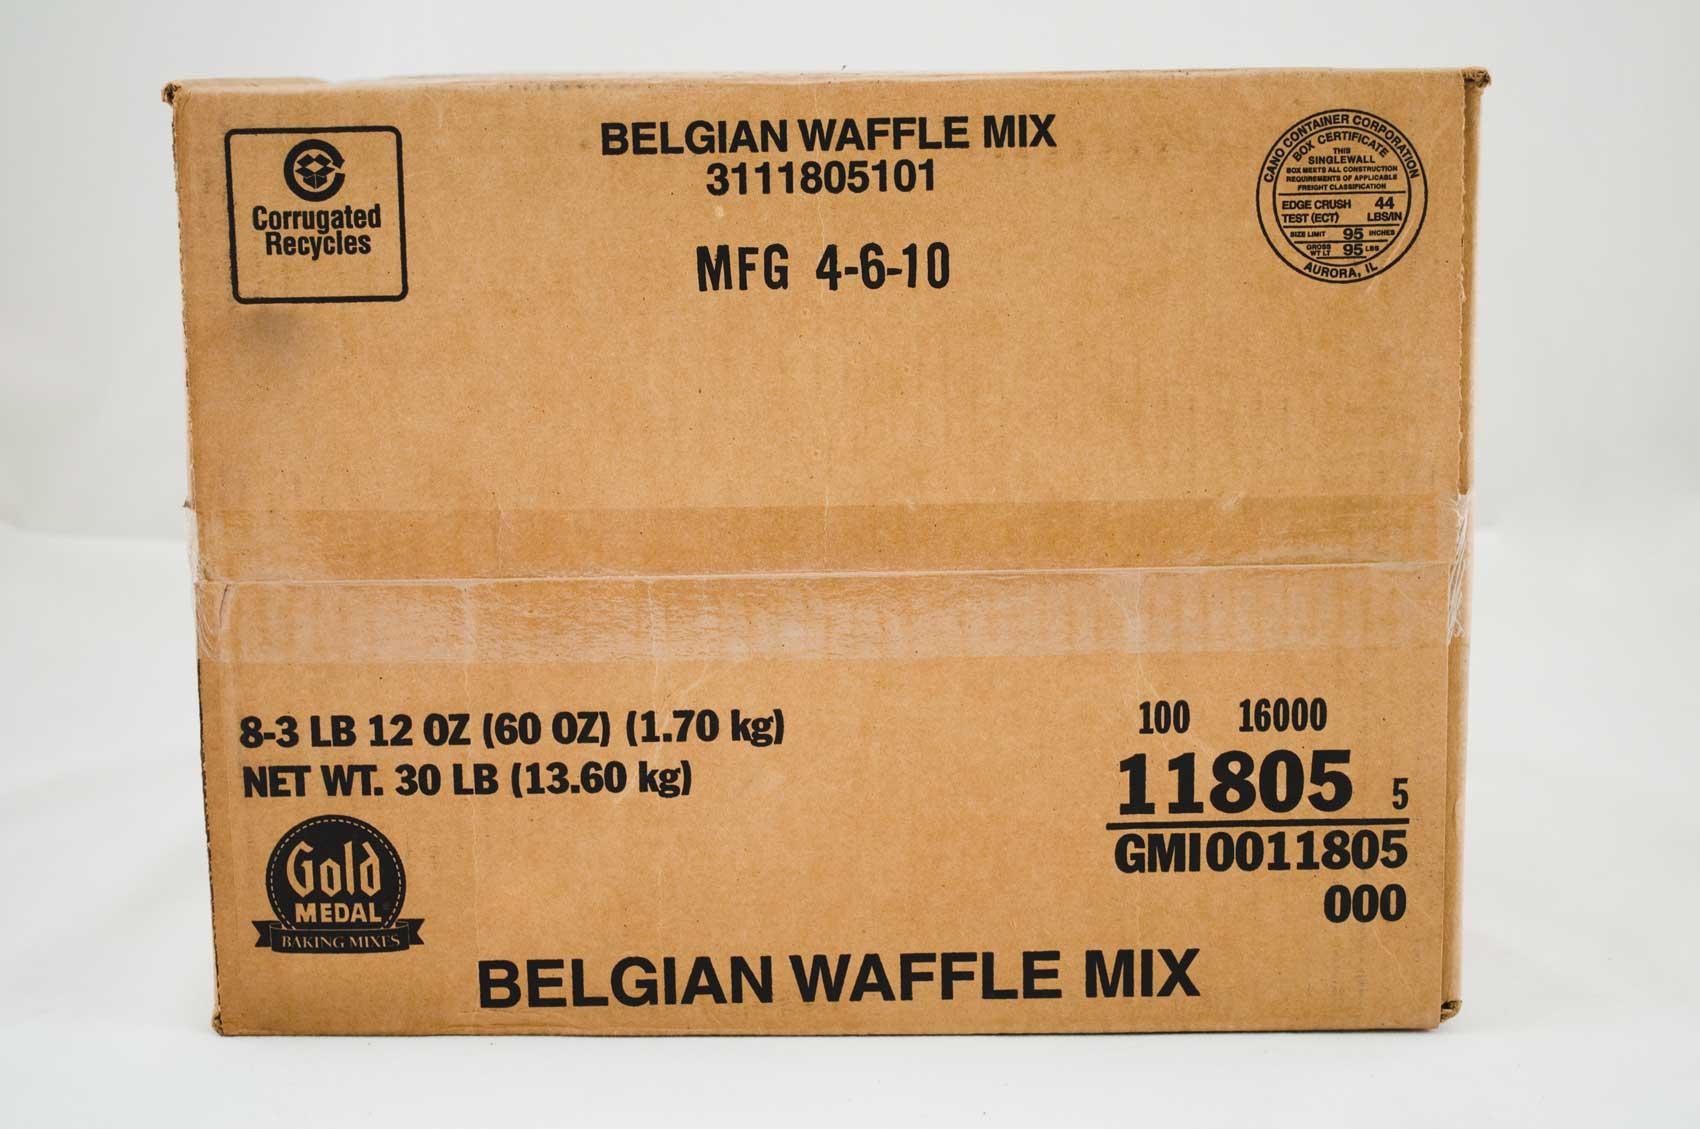 BELGIAN WAFFLE MIX
3111805101
MFG 4-6-10
Corrugated
Recycles
CANO CONTAINER CORPORATION
BOX CERTIFICATE
THIS
SINGLEWALL
BOX MEETS ALL CONSTRUCTION
REQUIREMENTS OF APPLICABLE
FREIGHT CLASSIFICATION
EDGE CRUSH 44
TEST (ECT) LBS/IN
SIZE LIMIT 95 INCHES
GROSS
WT LT 95 LBS
AURORA, IL
8-3 LB 12 OZ (60 OZ) (1.70 kg)
NET WT. 30 LB (13.60 kg)
Gold
MEDAL
BAKING MIXES
100 16000
11805 5
GMI0011805
000
BELGIAN WAFFLE MIX